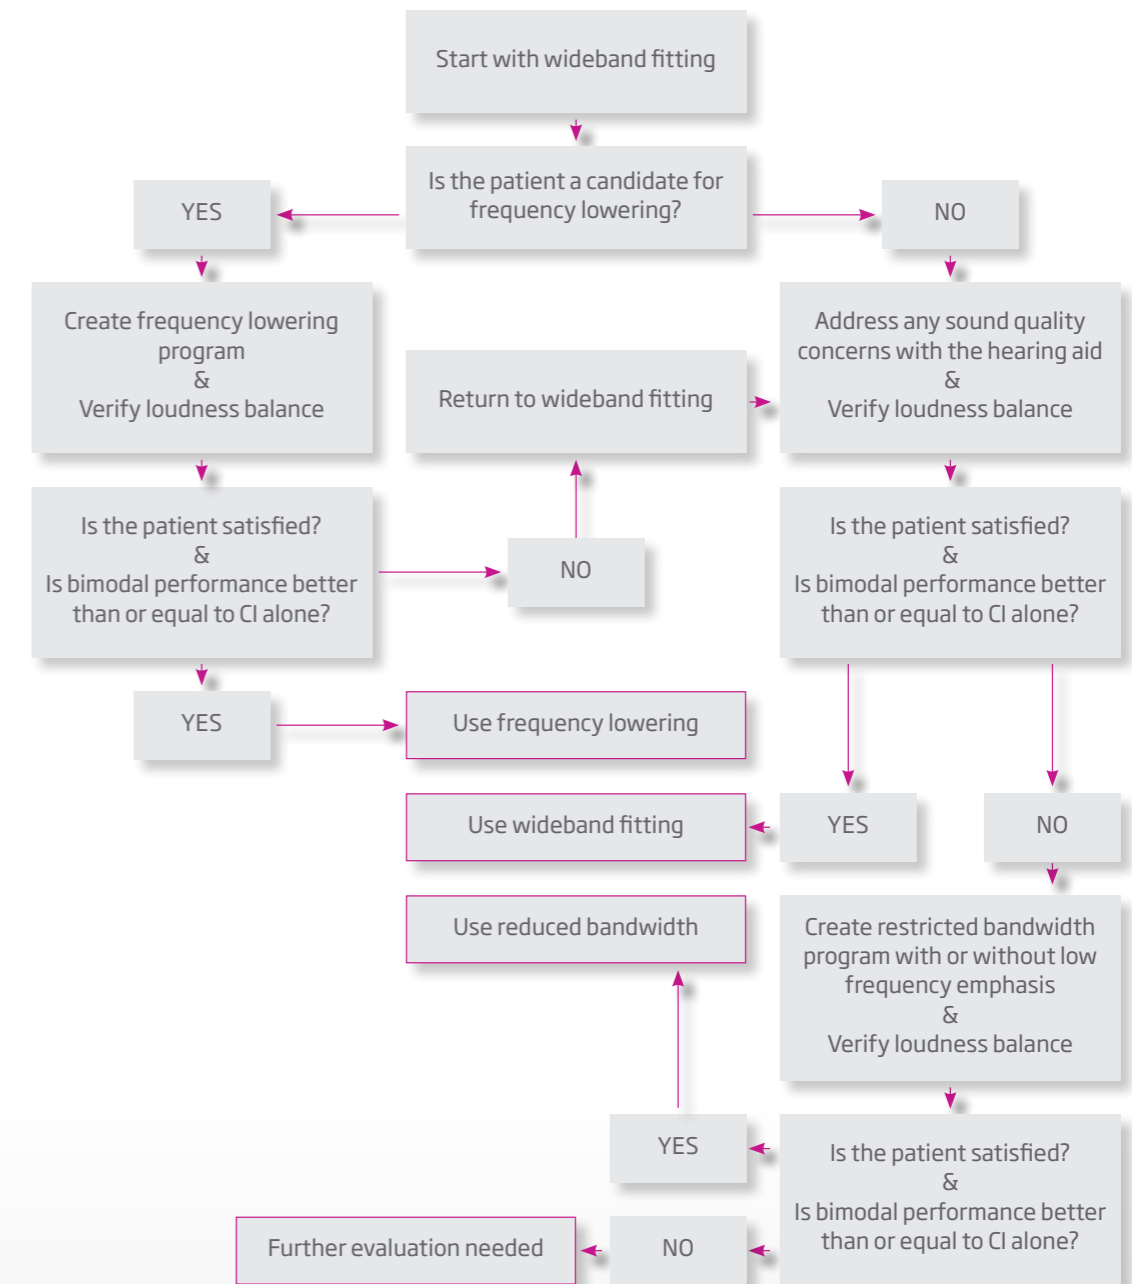 Start with wideband fitting
Is the patient a candidate for
frequency lowering?
YES
NO
Create frequency lowering
program
&
Verify loudness balance
Return to wideband fitting
Address any sound quality
concerns with the hearing aid
&
Verify loudness balance
Is the patient satisfied?
&
Is bimodal performance better
than or equal to CI alone?
NO
Is the patient satisfied?
&
Is bimodal performance better
than or equal to CI alone?
YES
Use frequency lowering
Use wideband fitting
YES
NO
Use reduced bandwidth
Create restricted bandwidth
program with or without low
frequency emphasis
&
Verify loudness balance
YES
Is the patient satisfied?
&
Is bimodal performance better
than or equal to CI alone?
Further evaluation needed
NO